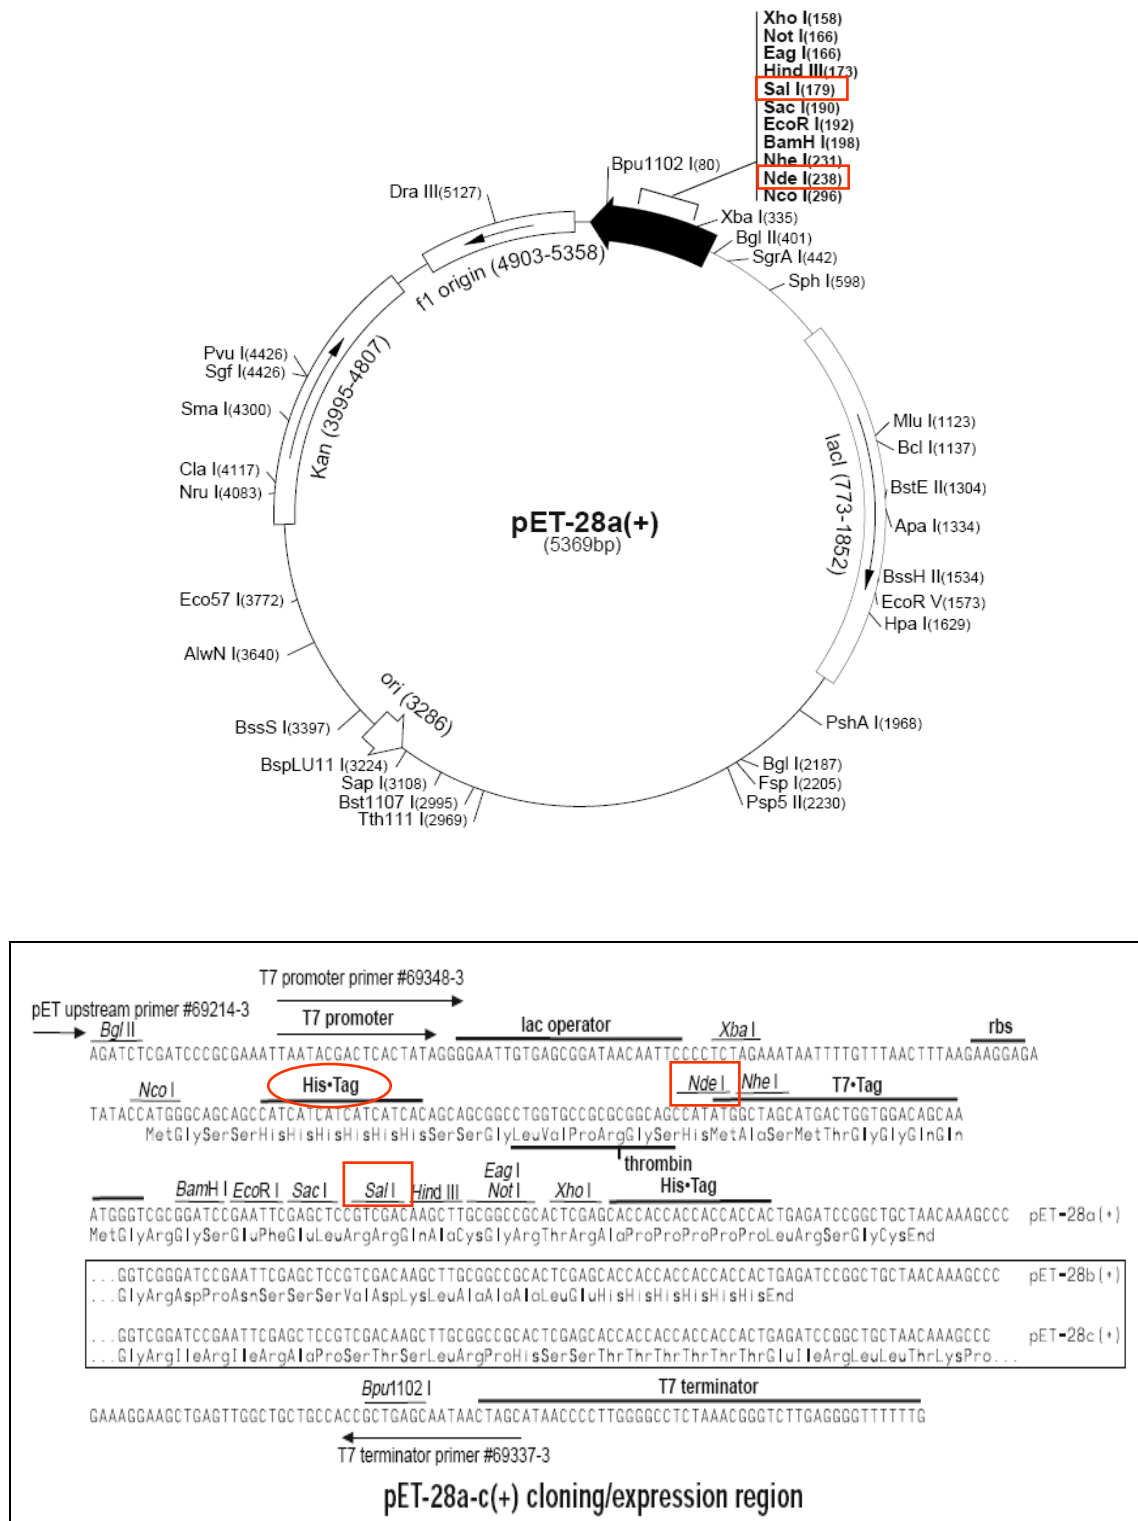 Xho I(158)
Not I(166)
Eag I(166)
Hind III(173)
Sal I(179)
Sac I(190)
EcoR I(192)
BamH I(198)
Nhe I(231)
Nde I(238)
Nco I(296)
Bpu1102 I(80)
Dra III(5127)
Xba I(335)
Bgl II(401)
SgrA I(442)
Sph I(598)
f1 origin (4903-5358)
Pvu I(4426)
Sgf I(4426)
Sma I(4300)
Kan (3995-4807)
Cla I(4117)
Nru I(4083)
lacI (773-1852)
Mlu I(1123)
Bcl I(1137)
BstE II(1304)
Apa I(1334)
pET-28a(+)
(5369bp)
BssH II(1534)
EcoR V(1573)
Hpa I(1629)
Eco57 I(3772)
AlwN I(3640)
ori (3286)
BssS I(3397)
PshA I(1968)
BspLU11 I(3224)
Sap I(3108)
Bst1107 I(2995)
Tth111 I(2969)
Bgl I(2187)
Fsp I(2205)
Psp5 II(2230)
T7 promoter primer #69348-3
pET upstream primer #69214-3
Bgl II T7 promoter lac operator Xba I rbs
AGATCTCGATCCCGCGAAATTAATACGACTCACTATAGGGGAATTGTGAGCGGATAACAATTCCCCTCTAGAAATAATTTTGTTTAACTTTAAGAAGGAGA
Nco I His•Tag Nde I Nhe I T7•Tag
TATACCATGGGCAGCAGCCATCATCATCATCATCACAGCAGCGGCCTGGTGCCGCGCGGCAGCCATATGGCTAGCATGACTGGTGGACAGCAA
MetGlySerSerHisHisHisHisHisHisSerSerGlyLeuValProArgGlySerHisMetAlaSerMetThrGlyGlyGlnGln
thrombin
BamH I EcoR I Sac I Sal I Hind III Eag I Not I Xho I His•Tag
ATGGGTCGCGGATCCGAATTCGAGCTCCGTCGACAAGCTTGCGGCCGCACTCGAGCACCACCACCACCACCACTGAGATCCGGCTGCTAACAAAGCCC pET-28a(+)
MetGlyArgGlySerGluPheGluLeuArgArgGlnAlaCysGlyArgThrArgAlaProProProProProLeuArgSerGlyCysEnd
...GGTCGGGATCCGAATTCGAGCTCCGTCGACAAGCTTGCGGCCGCACTCGAGCACCACCACCACCACCACTGAGATCCGGCTGCTAACAAAGCCC pET-28b(+)
...GlyArgAspProAsnSerSerSerValAspLysLeuAlaAlaAlaLeuGluHisHisHisHisHisHisEnd
...GGTCGGATCCGAATTCGAGCTCCGTCGACAAGCTTGCGGCCGCACTCGAGCACCACCACCACCACCACTGAGATCCGGCTGCTAACAAAGCCC pET-28c(+)
...GlyArgIleArgIleArgAlaProSerThrSerLeuArgProHisSerSerThrThrThrThrThrThrGluIleArgLeuLeuThrLysPro...
Bpu1102 I T7 terminator
GAAAGGAAGCTGAGTTGGCTGCTGCCACCGCTGAGCAATAACTAGCATAACCCCTTGGGGCCTCTAAACGGGTCTTGAGGGGTTTTTTG
T7 terminator primer #69337-3
pET-28a-c(+) cloning/expression region